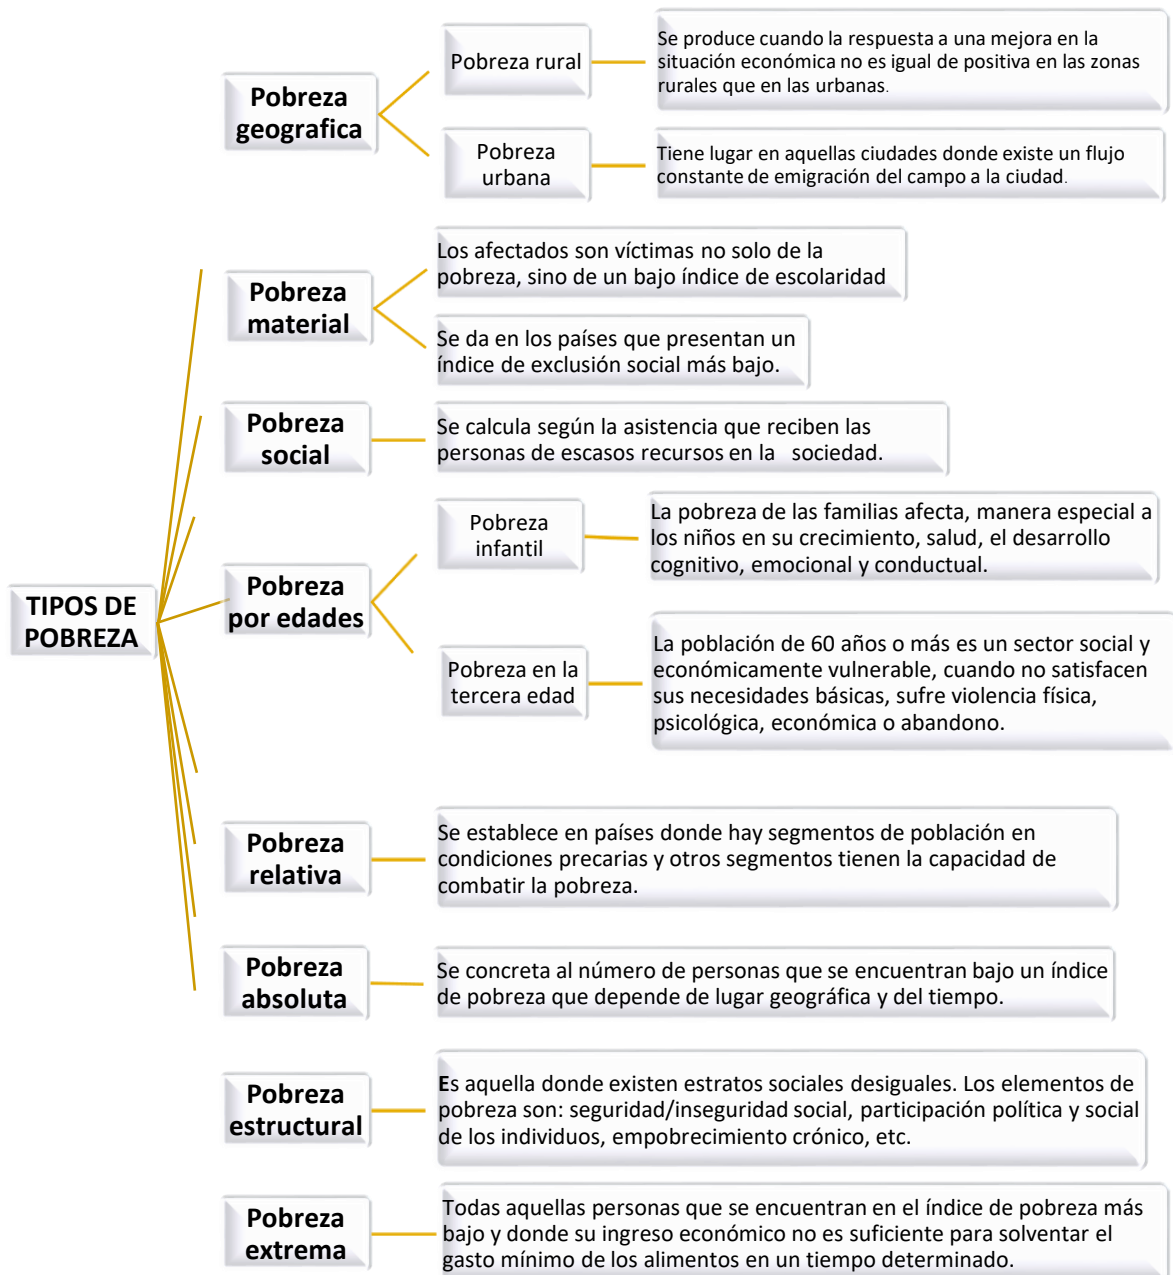 TIPOS DE
POBREZA
Pobreza
geografica
Pobreza rural
Se produce cuando la respuesta a una mejora en la
situación económica no es igual de positiva en las zonas
rurales que en las urbanas.
Pobreza
urbana
Tiene lugar en aquellas ciudades donde existe un flujo
constante de emigración del campo a la ciudad.
Pobreza
material
Los afectados son víctimas no solo de la
pobreza, sino de un bajo índice de escolaridad
Se da en los países que presentan un
índice de exclusión social más bajo.
Pobreza
social
Se calcula según la asistencia que reciben las
personas de escasos recursos en la sociedad.
Pobreza
por edades
Pobreza
infantil
La pobreza de las familias afecta, manera especial a
los niños en su crecimiento, salud, el desarrollo
cognitivo, emocional y conductual.
Pobreza en la
tercera edad
La población de 60 años o más es un sector social y
económicamente vulnerable, cuando no satisfacen
sus necesidades básicas, sufre violencia física,
psicológica, económica o abandono.
Pobreza
relativa
Se establece en países donde hay segmentos de población en
condiciones precarias y otros segmentos tienen la capacidad de
combatir la pobreza.
Pobreza
absoluta
Se concreta al número de personas que se encuentran bajo un índice
de pobreza que depende de lugar geográfica y del tiempo.
Pobreza
estructural
Es aquella donde existen estratos sociales desiguales. Los elementos de
pobreza son: seguridad/inseguridad social, participación política y social
de los individuos, empobrecimiento crónico, etc.
Pobreza
extrema
Todas aquellas personas que se encuentran en el índice de pobreza más
bajo y donde su ingreso económico no es suficiente para solventar el
gasto mínimo de los alimentos en un tiempo determinado.